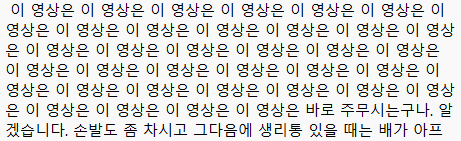 이 영상은 이 영상은 이 영상은 이 영상은 이 영상은 이 영상은 이
영상은 이 영상은 이 영상은 이 영상은 이 영상은 이 영상은 이 영상
은 이 영상은 이 영상은 이 영상은 이 영상은 이 영상은 이 영상은
이 영상은 이 영상은 이 영상은 이 영상은 이 영상은 이 영상은 이
영상은 이 영상은 이 영상은 이 영상은 이 영상은 이 영상은 이 영상
은 이 영상은 이 영상은 이 영상은 이 영상은 바로 주무시는구나. 알
겠습니다. 손발도 좀 차시고 그다음에 생리통 있을 때는 배가 아프